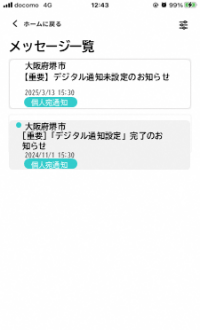 docomo 4G 12:43 99%
ホームに戻る
メッセージ一覧
大阪府堺市
【重要】デジタル通知未設定のお知らせ
2025/3/13 15:30
個人宛通知
大阪府堺市
[重要]「デジタル通知設定」完了のお
知らせ
2024/11/1 15:30
個人宛通知